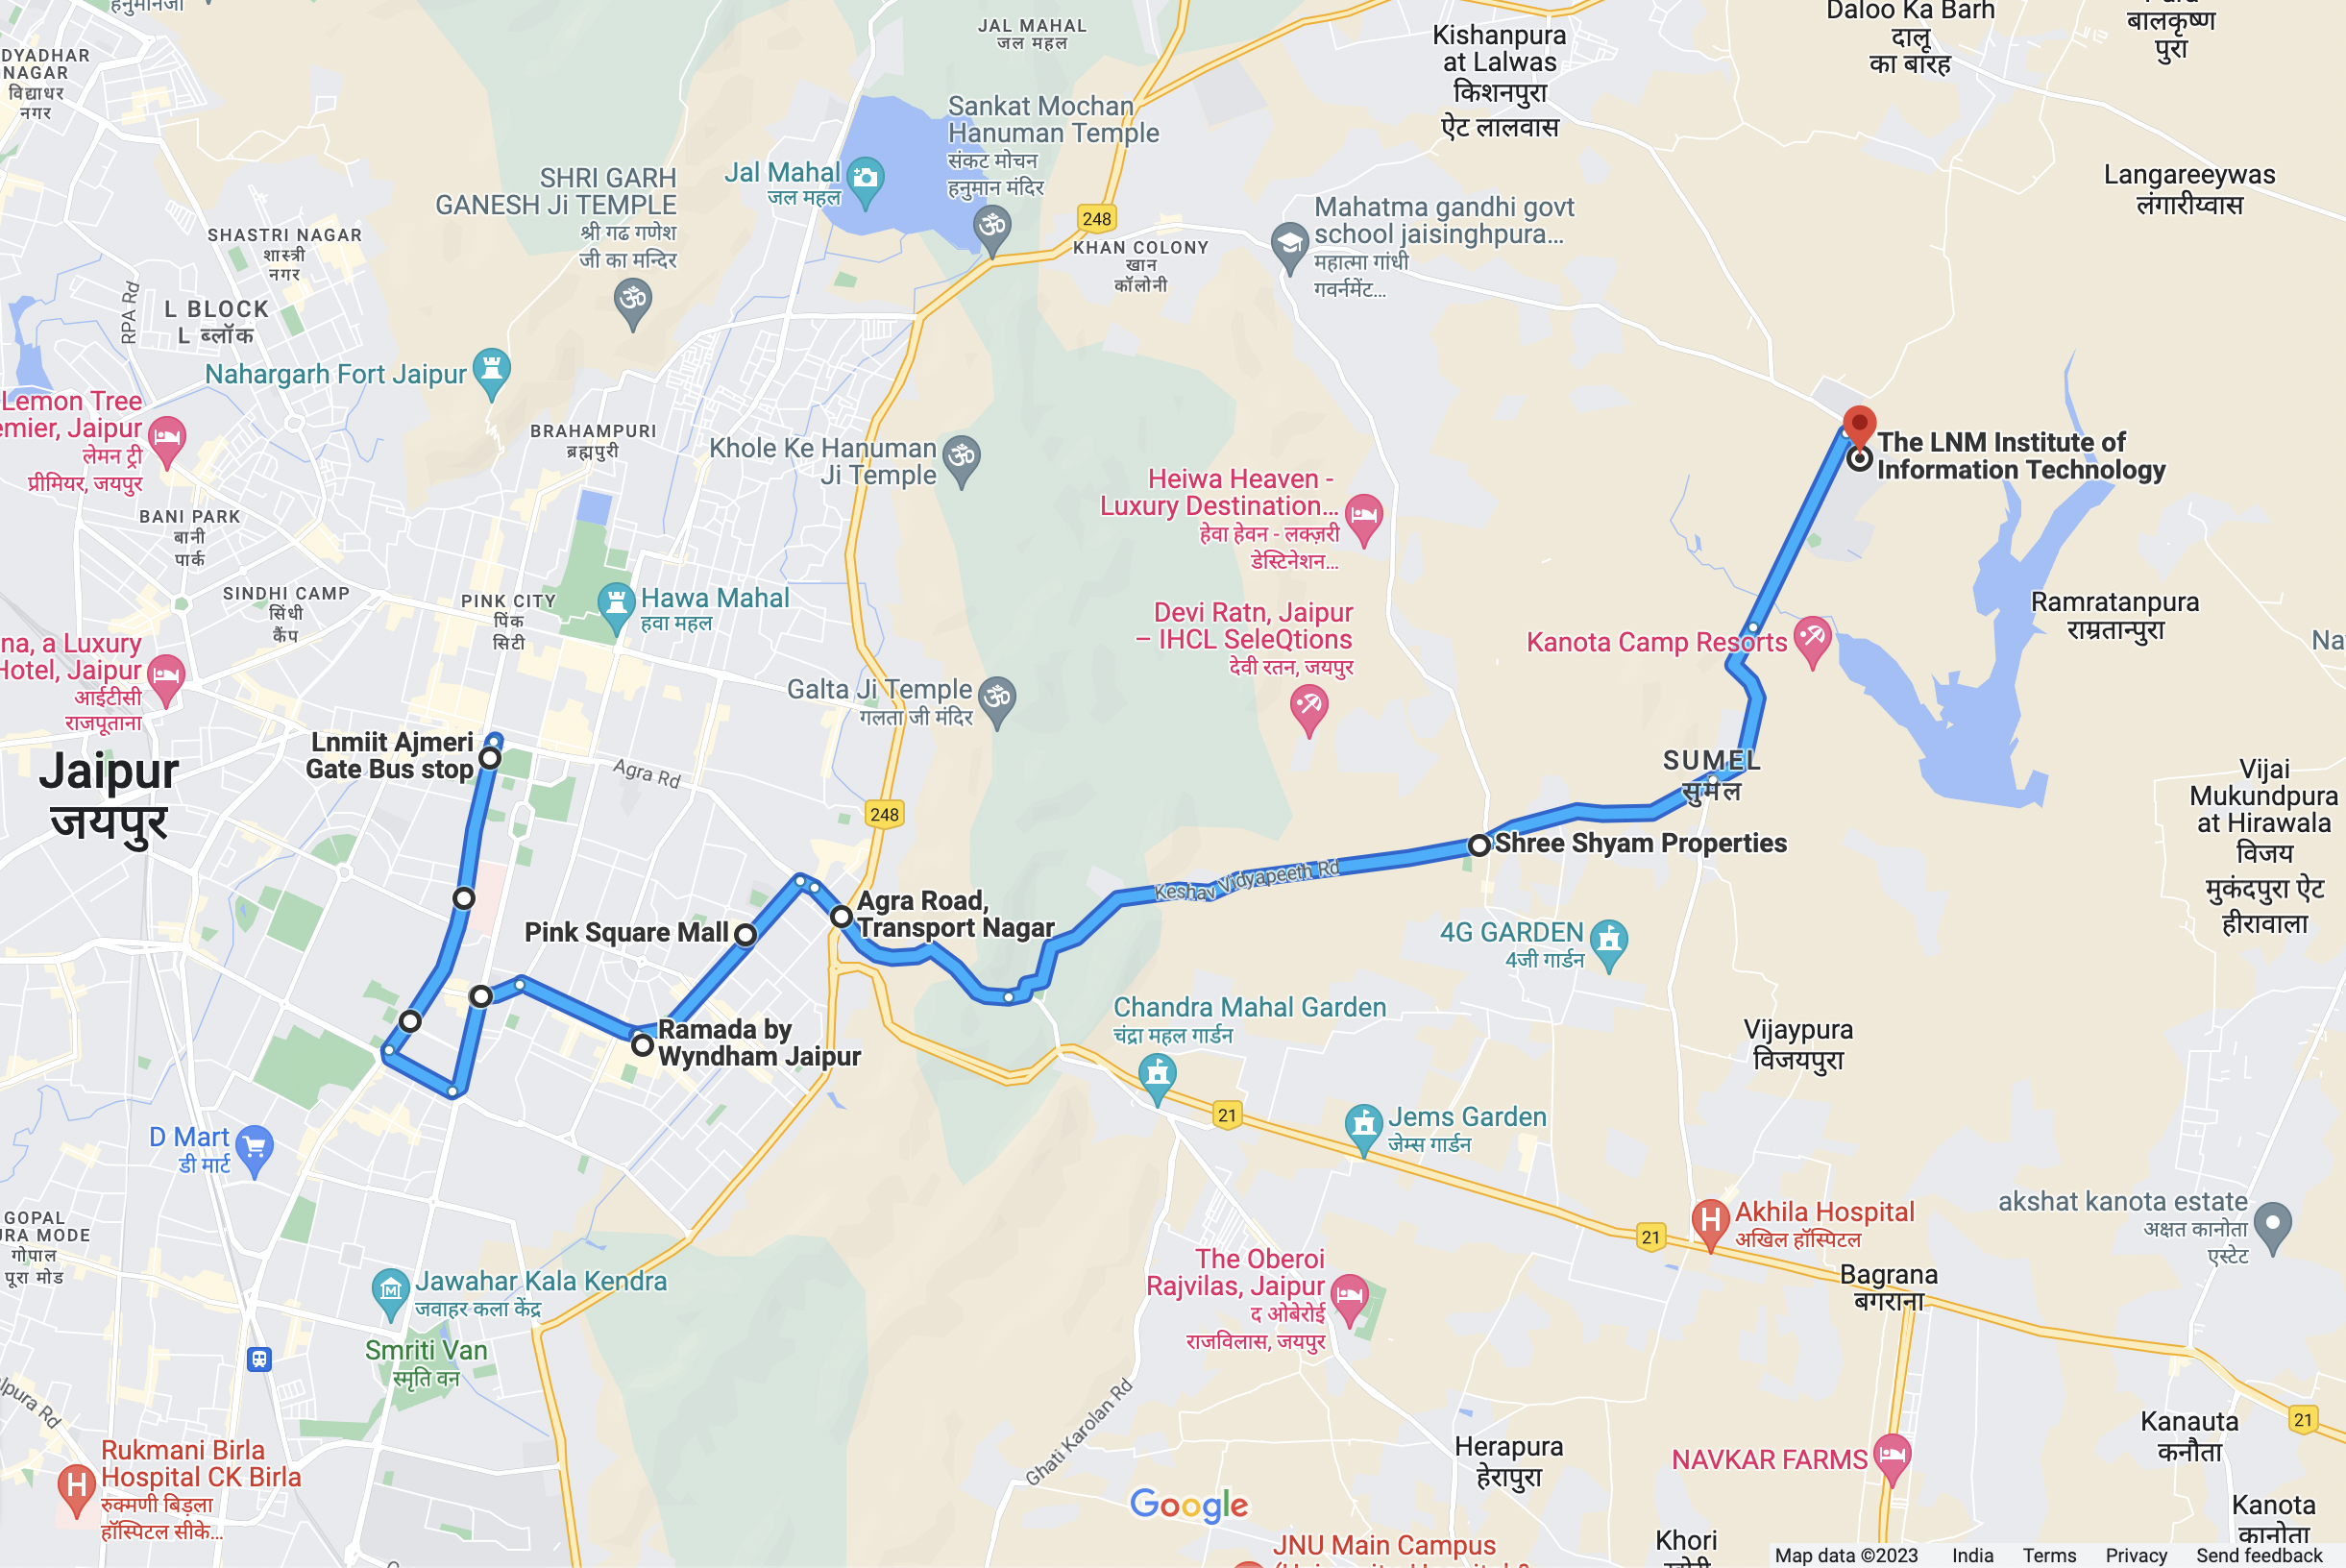 हनुमानजी
JAL MAHAL
जल महल
Kishanpura
at Lalwas
किशनपुरा
ऐट लालवास
Daloo Ka Barh
दालू
का बारह
बालकृष्ण
पुरा
DYADHAR
NAGAR
विद्याधर
नगर
Sankat Mochan
Hanuman Temple
संकट मोचन
हनुमान मंदिर
Jal Mahal
जल महल
SHRI GARH
GANESH Ji TEMPLE
श्री गढ गणेश
जी का मन्दिर
Langareeywas
लंगारीय्वास
248
KHAN COLONY
खान
कॉलोनी
Mahatma gandhi govt
school jaisinghpura...
महात्मा गांधी
गवर्नमेंट...
SHASTRI NAGAR
शास्त्री
नगर
RPA Rd
L BLOCK
L ब्लॉक
Nahargarh Fort Jaipur
Lemon Tree
emier, Jaipur
लेमन ट्री
प्रीमियर, जयपुर
BRAHAMPURI
ब्रह्मपुरी
Khole Ke Hanuman
Ji Temple
The LNM Institute of
Information Technology
Heiwa Heaven -
Luxury Destination...
हेवा हेवन - लक्ज़री
डेस्टिनेशन...
BANI PARK
बानी
पार्क
SINDHI CAMP
सिंधी
कैंप
PINK CITY
पिंक
सिटी
Hawa Mahal
हवा महल
Devi Ratn, Jaipur
– IHCL SeleQtions
देवी रतन, जयपुर
Kanota Camp Resorts
Ramratanpura
राम्रतान्पुरा
Na
na, a Luxury
Hotel, Jaipur
आईटीसी
राजपूताना
Galta Ji Temple
गलता जी मंदिर
Lnmiit Ajmeri
Gate Bus stop
Agra Rd
Jaipur
जयपुर
248
SUMEL
सुमेल
Vijai
Mukundpura
at Hirawala
विजय
मुकंदपुरा ऐट
हीरावाला
Shree Shyam Properties
Keshav Vidyapeeth Rd
Agra Road,
Transport Nagar
Pink Square Mall
4G GARDEN
4जी गार्डन
Chandra Mahal Garden
चंद्रा महल गार्डन
Ramada by
Wyndham Jaipur
Vijaypura
विजयपुरा
21
Jems Garden
जेम्स गार्डन
D Mart
डी मार्ट
GOPAL
URA MODE
गोपाल
पूरा मोड
Akhila Hospital
अखिल हॉस्पिटल
21
akshat kanota estate
अक्षत कानोता
एस्टेट
The Oberoi
Rajvilas, Jaipur
द ओबेरोई
राजविलास, जयपुर
Bagrana
बगराना
Jawahar Kala Kendra
जवाहर कला केंद्र
Smriti Van
स्मृति वन
lpura Rd
Ghati Karolan Rd
21
Kanauta
कनौता
Rukmani Birla
Hospital CK Birla
रुक्मणी बिड़ला
हॉस्पिटल सीके...
Herapura
हेरापुरा
NAVKAR FARMS
Google
Kanota
कानोता
JNU Main Campus
Khori
Map data ©2023 India Terms Privacy Send feedback